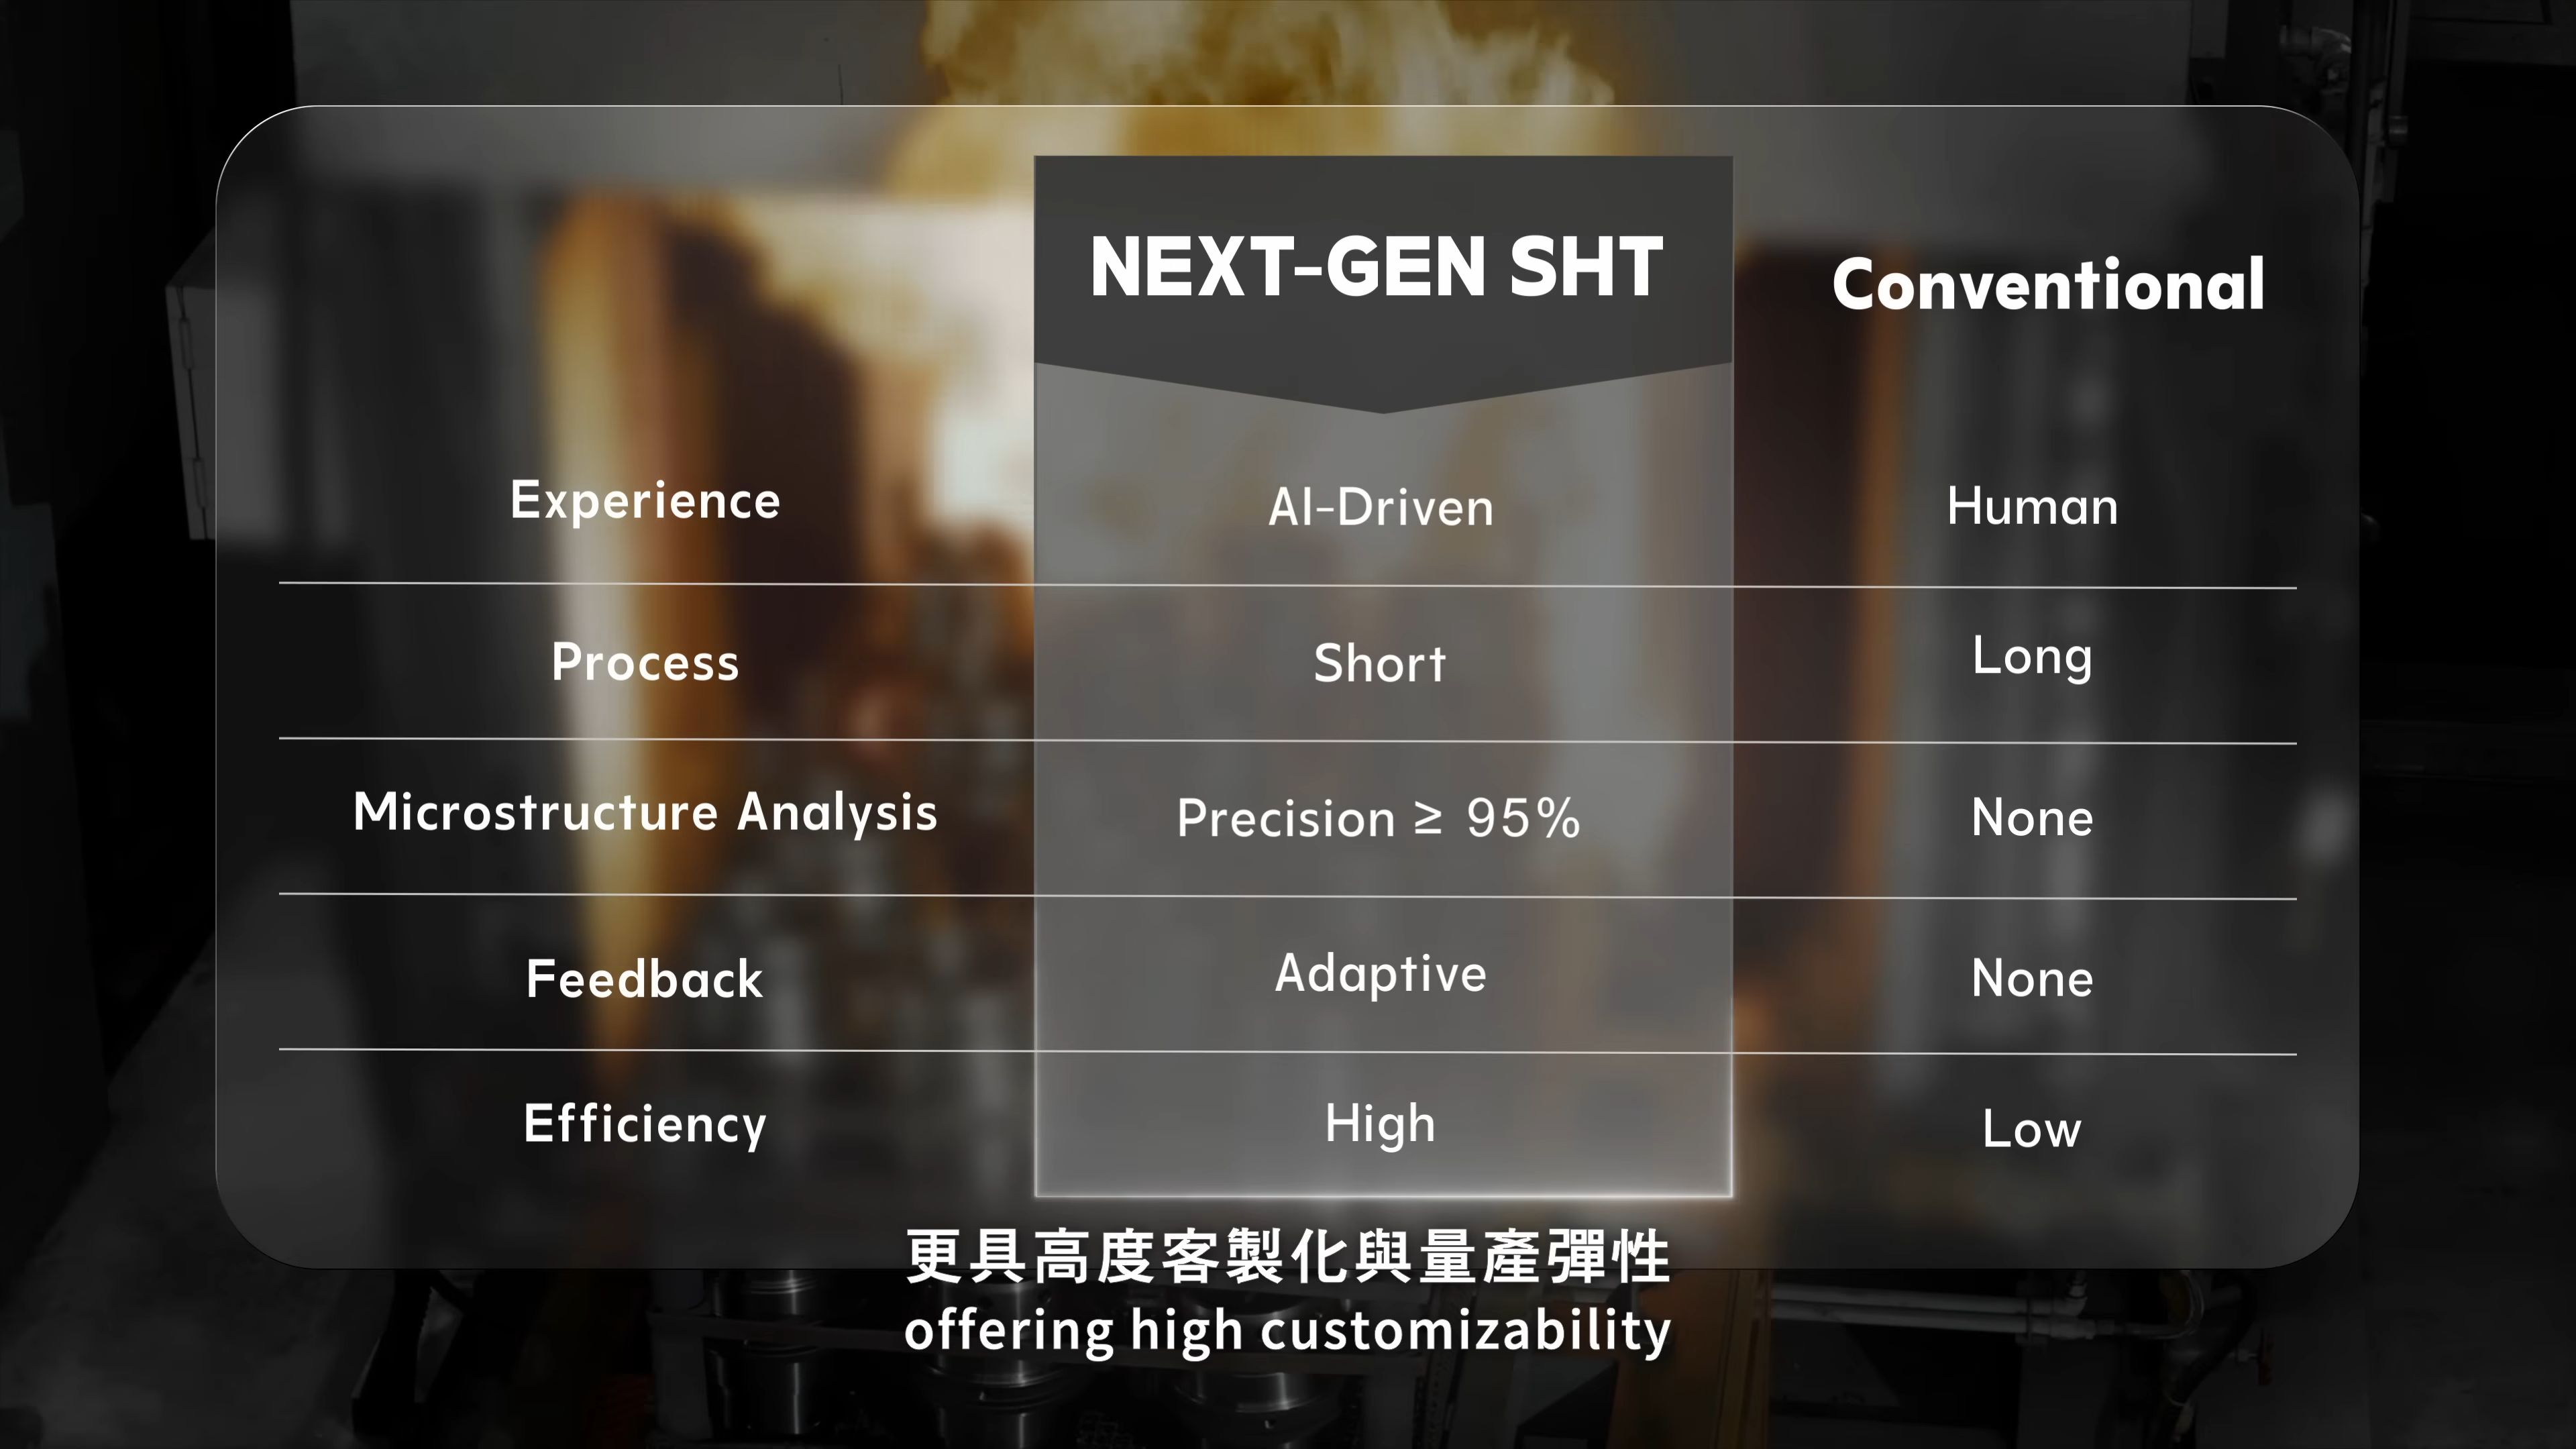 NEXT-GEN SHT Conventional
Experience AI-Driven Human
Process Short Long
Microstructure Analysis Precision ≥ 95% None
Feedback Adaptive None
Efficiency High Low
更具高度客製化與量產彈性
offering high customizability